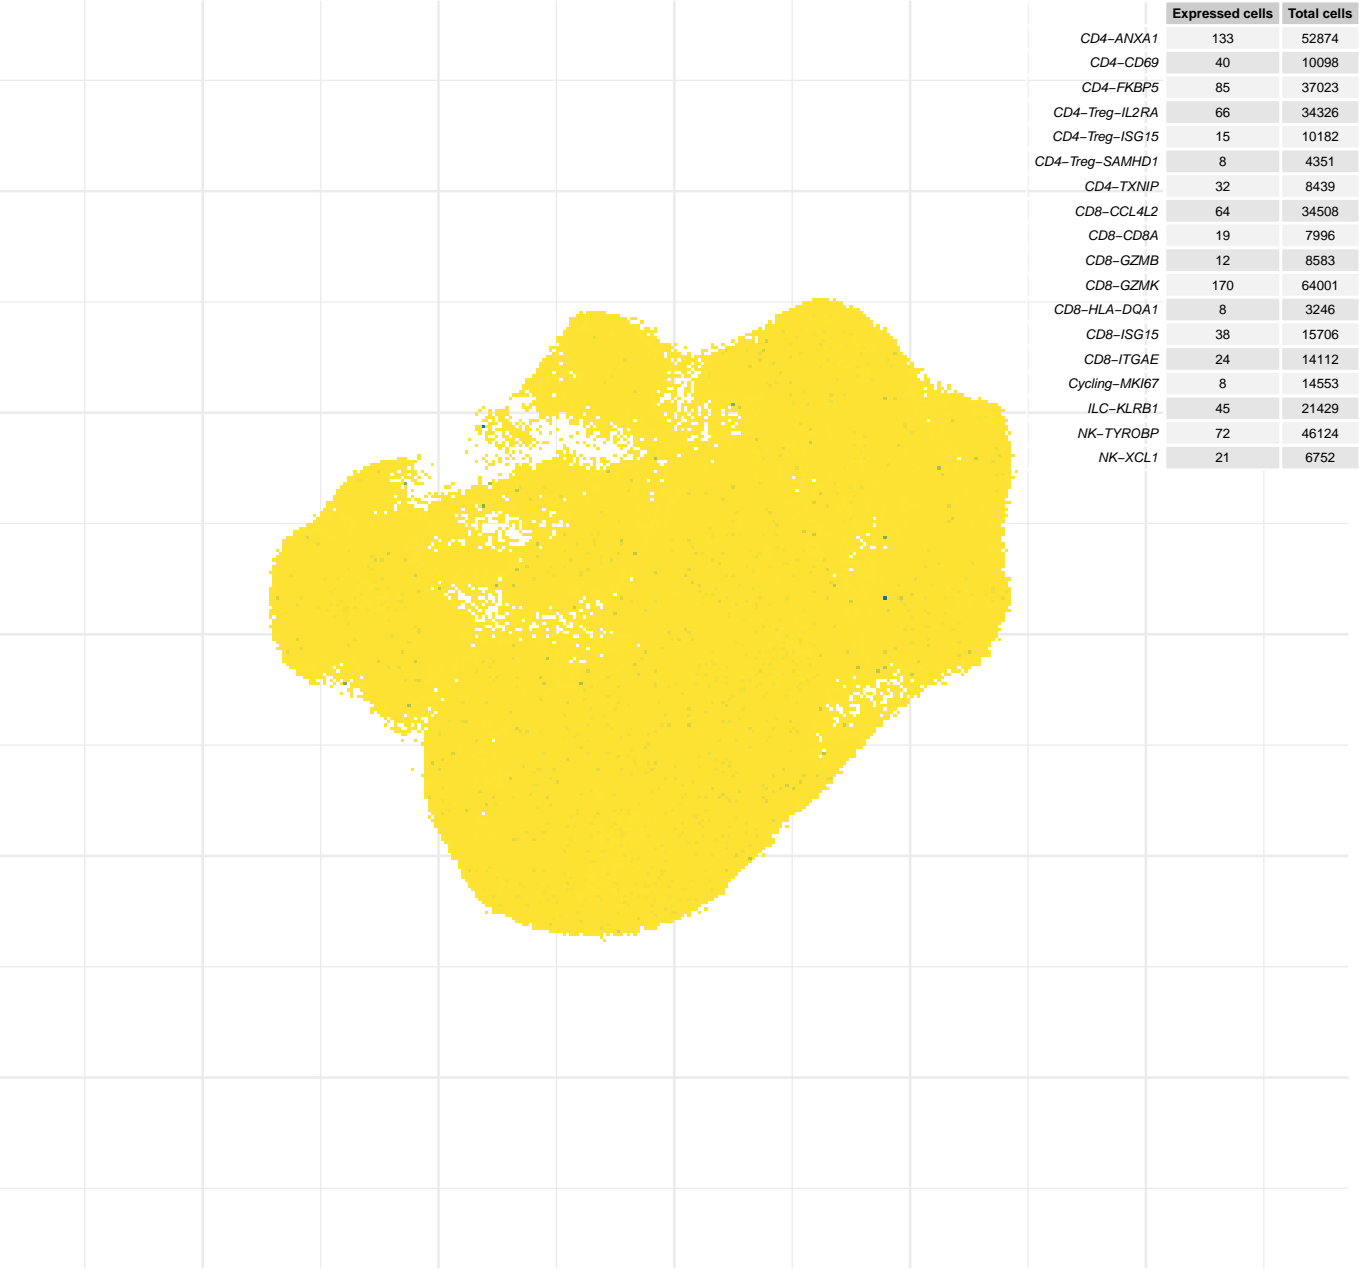 Expressed cells Total cells
CD4−ANXA1 133 52874
CD4−CD69 40 10098
CD4−FKBP5 85 37023
CD4−Treg−IL2RA 66 34326
CD4−Treg−ISG15 15 10182
CD4−Treg−SAMHD1 8 4351
CD4−TXNIP 32 8439
CD8−CCL4L2 64 34508
CD8−CD8A 19 7996
CD8−GZMB 12 8583
CD8−GZMK 170 64001
CD8−HLA−DQA1 8 3246
CD8−ISG15 38 15706
CD8−ITGAE 24 14112
Cycling−MKI67 8 14553
ILC−KLRB1 45 21429
NK−TYROBP 72 46124
NK−XCL1 21 6752